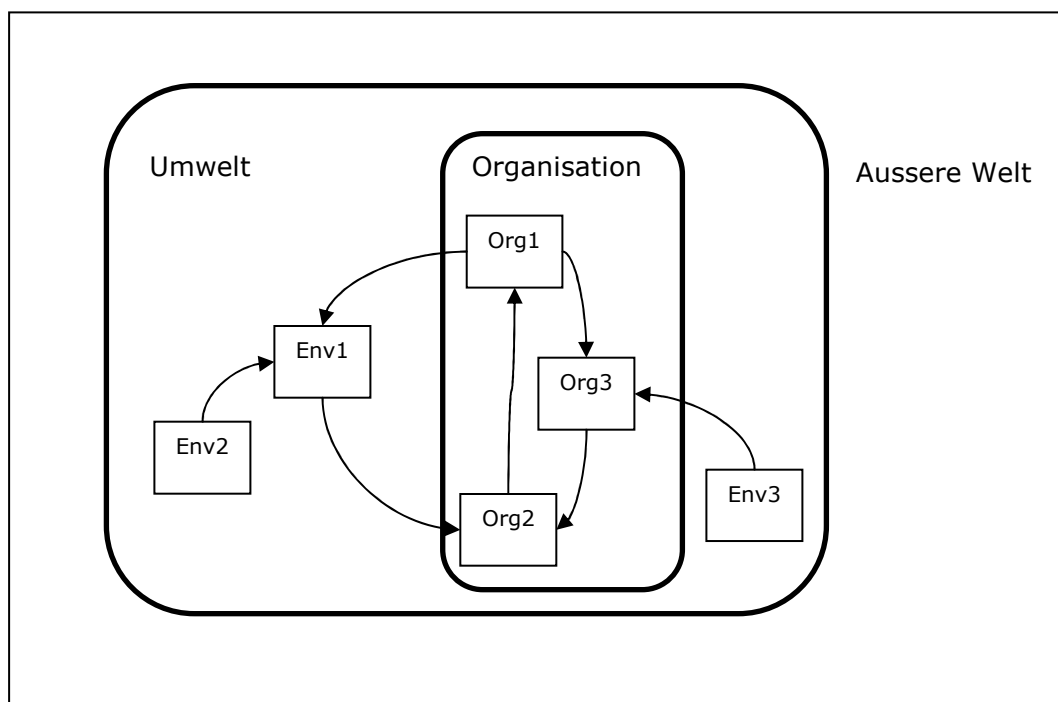 Umwelt
Organisation
Aussere Welt
Org1
Env1
Org3
Env2
Org2
Env3